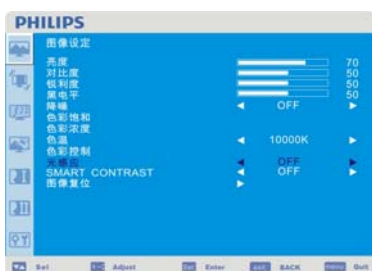 PHILIPS
图像设定
亮度 70
对比度 50
锐利度 50
黑电平 50
降噪 OFF
色彩饱和
色彩浓度
色温 10000K
色彩控制
光感应 OFF
SMART CONTRAST OFF
图像复位
Sel Adjust Enter BACK Quit